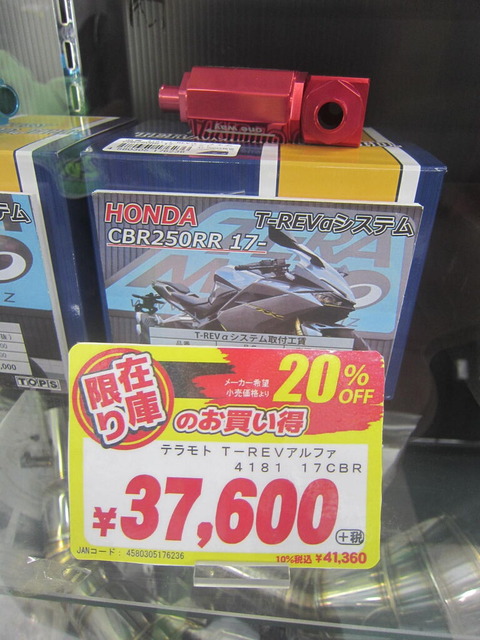 HONDA
CBR250RR 17-
T-REVαシステム
T-REVαシステム取付工賃
TOPS
在庫
限り
メーカー希望
小売価格より
20%
OFF
のお買い得
テラモト T-REVアルファ
4181 17CBR
¥37,600
+税
JANコード: 4580305176236
10%税込 ¥41,360